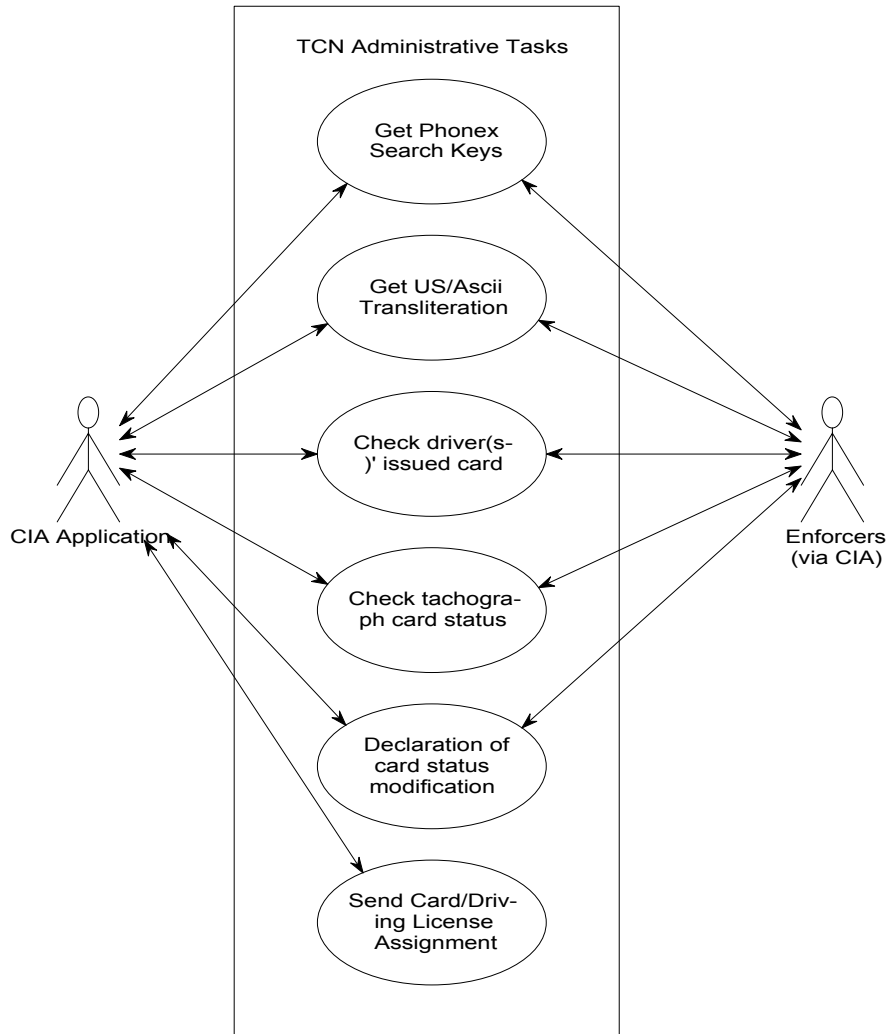 TCN Administrative Tasks
Get Phonex
Search Keys
Get US/Ascii
Transliteration
Check driver(s-
)' issued card
CIA Application
Enforcers
(via CIA)
Check tachogra-
ph card status
Declaration of
card status
modification
Send Card/Driv-
ing License
Assignment